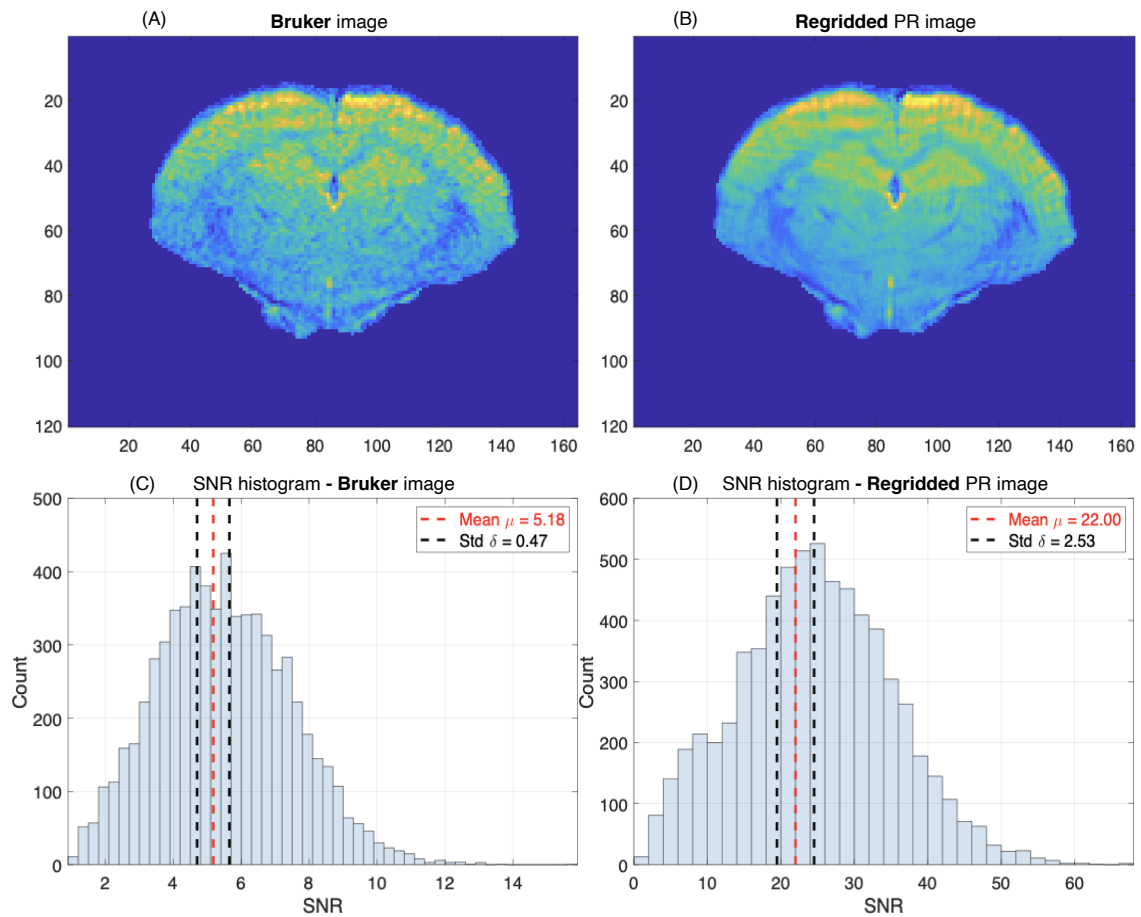 (A) Bruker image
(B) Regridded PR image
20
40
60
80
100
120
20 40 60 80 100 120 140 160
20
40
60
80
100
120
20 40 60 80 100 120 140 160
(C) SNR histogram - Bruker image
Mean μ = 5.18
Std δ = 0.47
500
400
300
200
100
0
Count
2 4 6 8 10 12 14
SNR
(D) SNR histogram - Regridded PR image
Mean μ = 22.00
Std δ = 2.53
600
500
400
300
200
100
0
Count
0 10 20 30 40 50 60
SNR